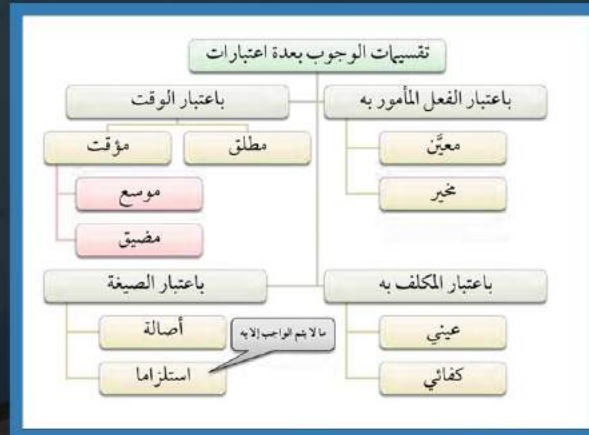 تقسيمات الوجوب بعدة اعتبارات
باعتبار الفعل المأمور به
معيَّن
مخير
باعتبار الوقت
مطلق
مؤقت
موسع
مضيق
باعتبار المكلف به
عيني
كفائي
باعتبار الصيغة
أصالة
استلزاما
ما لا يتم الواجب إلا به